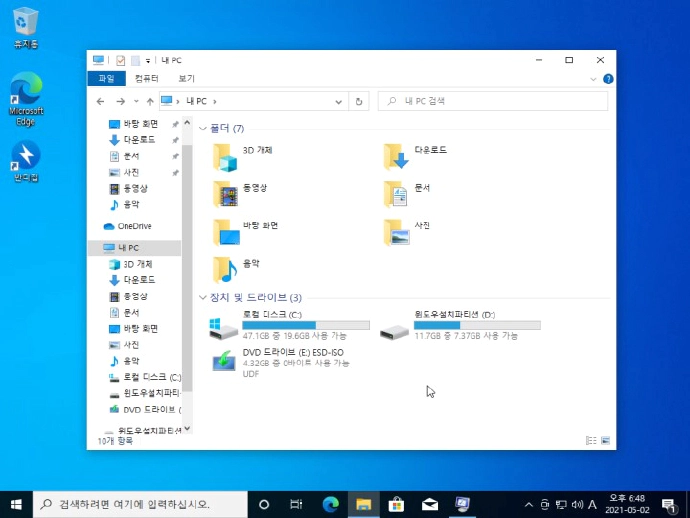 휴지통
Microsoft
Edge
반디집
내 PC
파일
컴퓨터
보기
내 PC
내 PC 검색
바탕 화면
다운로드
문서
사진
동영상
음악
OneDrive
내 PC
3D 개체
다운로드
동영상
문서
바탕 화면
사진
음악
로컬 디스크 (C:)
윈도우설치파티
DVD 드라이브 (
윈도우설치파티션
10개 항목
폴더 (7)
3D 개체
다운로드
동영상
문서
바탕 화면
사진
음악
장치 및 드라이브 (3)
로컬 디스크 (C:)
47.1GB 중 19.6GB 사용 가능
윈도우설치파티션 (D:)
11.7GB 중 7.37GB 사용 가능
DVD 드라이브 (E:) ESD-ISO
4.32GB 중 0바이트 사용 가능
UDF
검색하려면 여기에 입력하십시오.
A
오후 6:48
2021-05-02
1